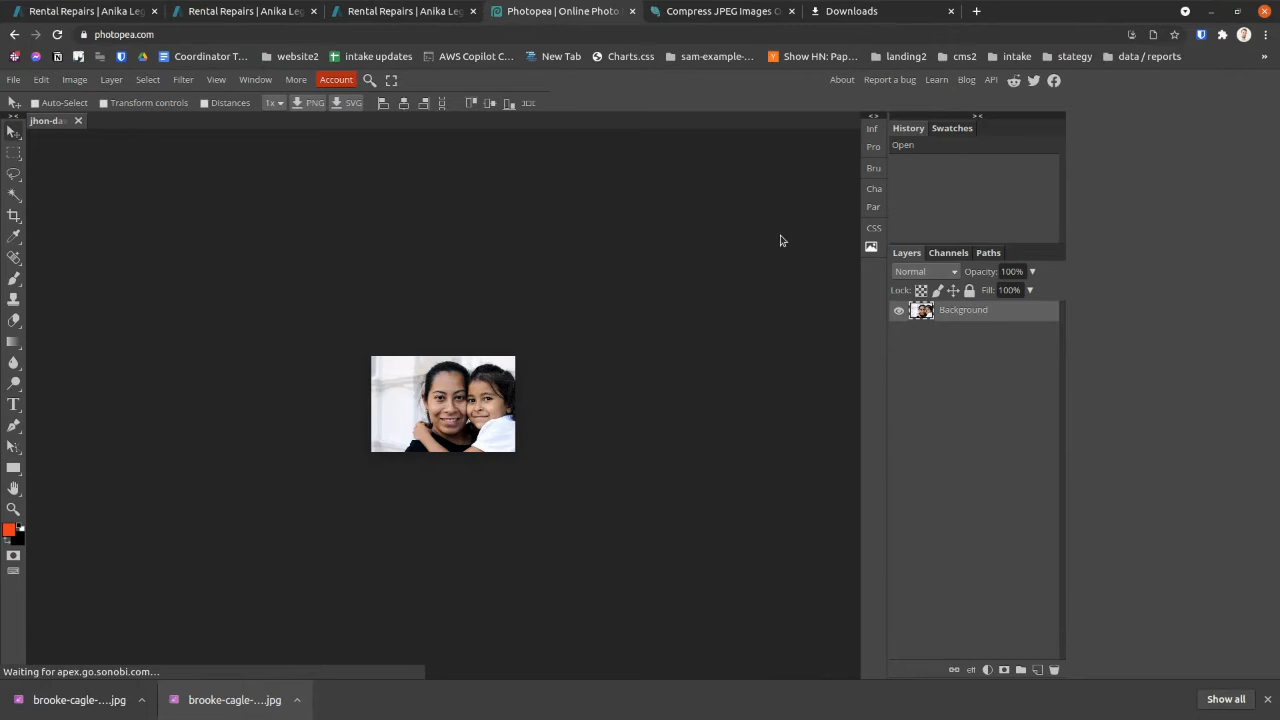 Rental Repairs | Anika Leg
Rental Repairs | Anika Leg
Rental Repairs | Anika Leg
Photopea | Online Photo
Compress JPEG Images O
Downloads
photopea.com
Coordinator T...
website2
intake updates
AWS Copilot C...
New Tab
Charts.css
sam-example-...
Show HN: Pap...
landing2
cms2
intake
stategy
data / reports
»
File Edit Image Layer Select Filter View Window More Account
About Report a bug Learn Blog API
Auto-Select Transform controls Distances 1x PNG SVG
jhon-da
Inf
Pro
Bru
Cha
Par
CSS
History Swatches
Open
Layers Channels Paths
Normal Opacity: 100%
Lock: Fill: 100%
Background
eff
Waiting for apex.go.sonobi.com...
brooke-cagle-....jpg
brooke-cagle-....jpg
Show all